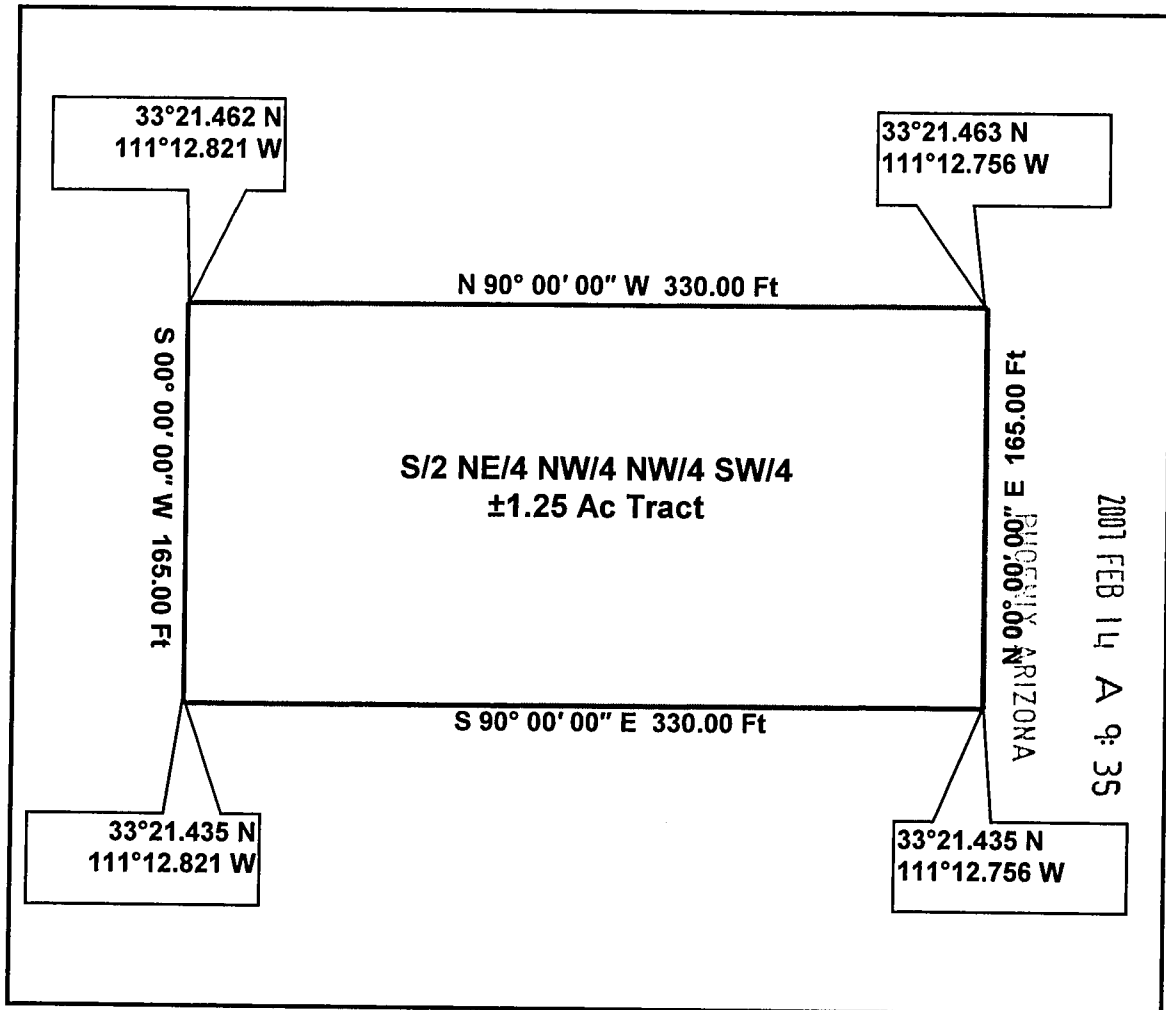 33°21.462 N
111°12.821 W
33°21.463 N
111°12.756 W
N 90° 00' 00" W 330.00 Ft
S 00° 00' 00" W 165.00 Ft
S/2 NE/4 NW/4 NW/4 SW/4
±1.25 Ac Tract
N 00° 00' 00" E 165.00 Ft
PHOENIX ARIZONA
2007 FEB 14 A 9:35
S 90° 00' 00" E 330.00 Ft
33°21.435 N
111°12.821 W
33°21.435 N
111°12.756 W